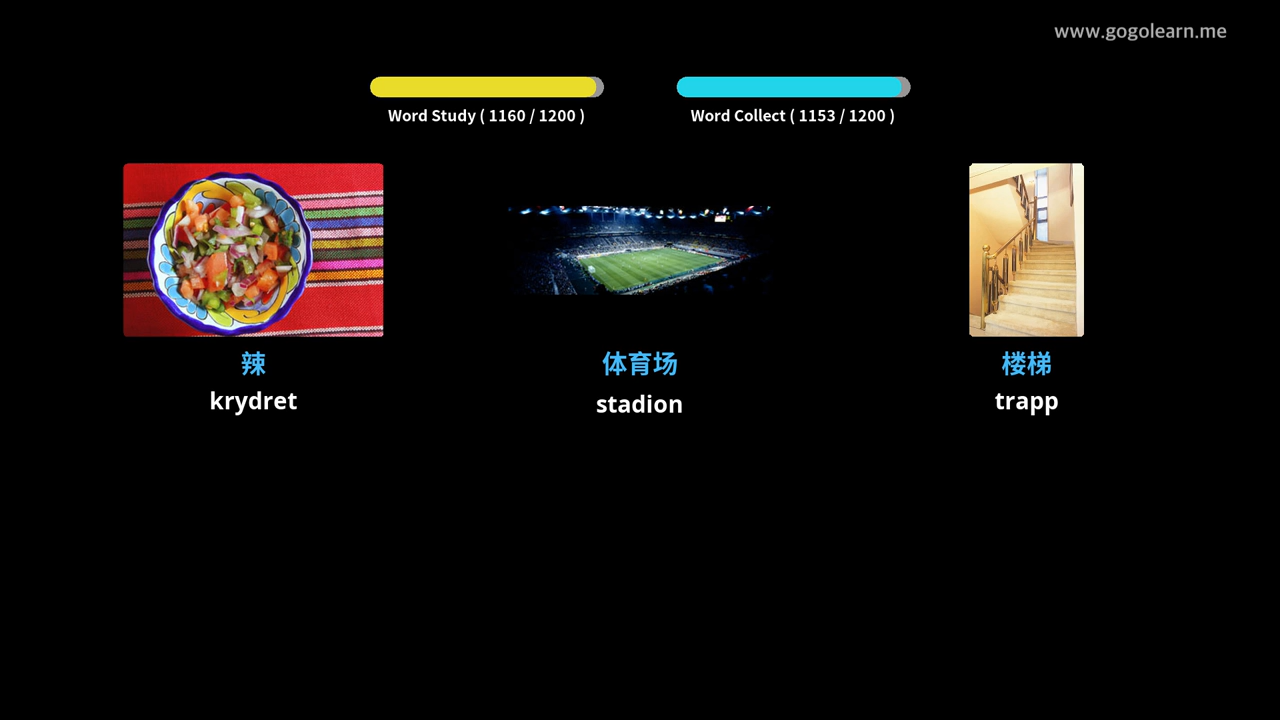 www.gogolearn.me
Word Study ( 1160 / 1200 )
Word Collect ( 1153 / 1200 )
辣
krydret
体育场
stadion
楼梯
trapp